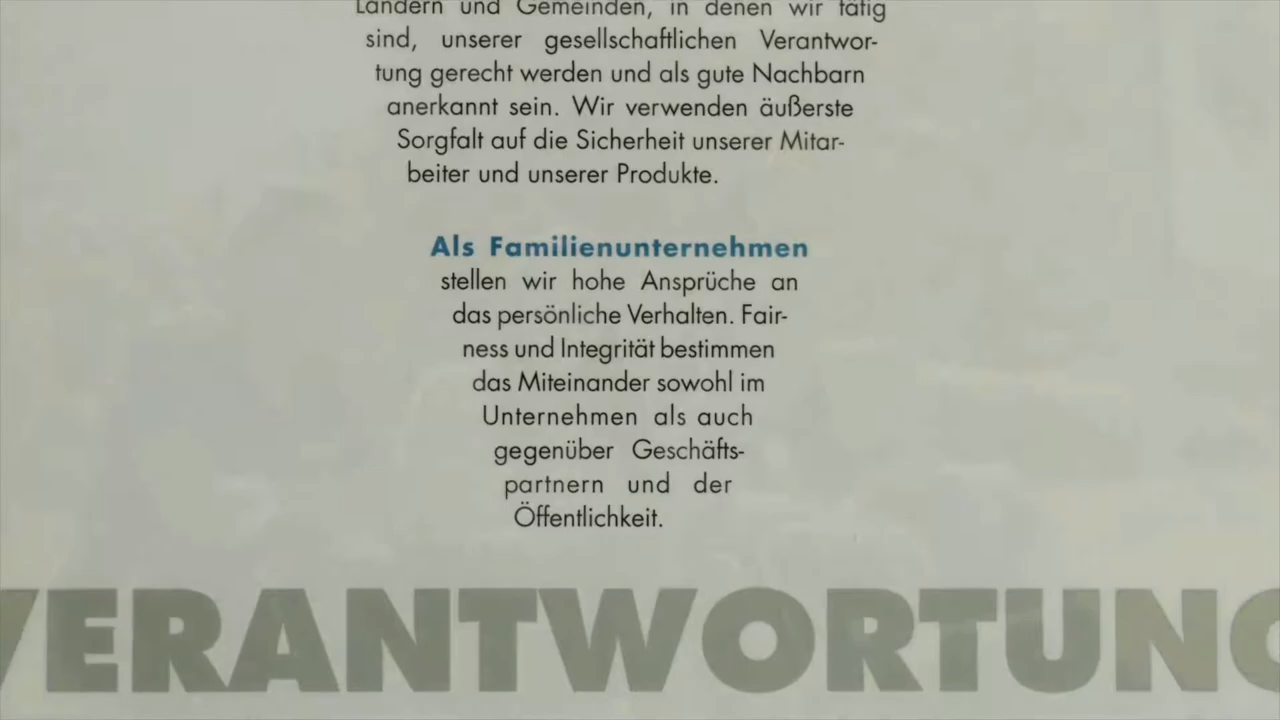 Ländern und Gemeinden, in denen wir tätig
sind, unserer gesellschaftlichen Verantwor-
tung gerecht werden und als gute Nachbarn
anerkannt sein. Wir verwenden äußerste
Sorgfalt auf die Sicherheit unserer Mitar-
beiter und unserer Produkte.
Als Familienunternehmen
stellen wir hohe Ansprüche an
das persönliche Verhalten. Fair-
ness und Integrität bestimmen
das Miteinander sowohl im
Unternehmen als auch
gegenüber Geschäfts-
partnern und der
Öffentlichkeit.
VERANTWORTUNG